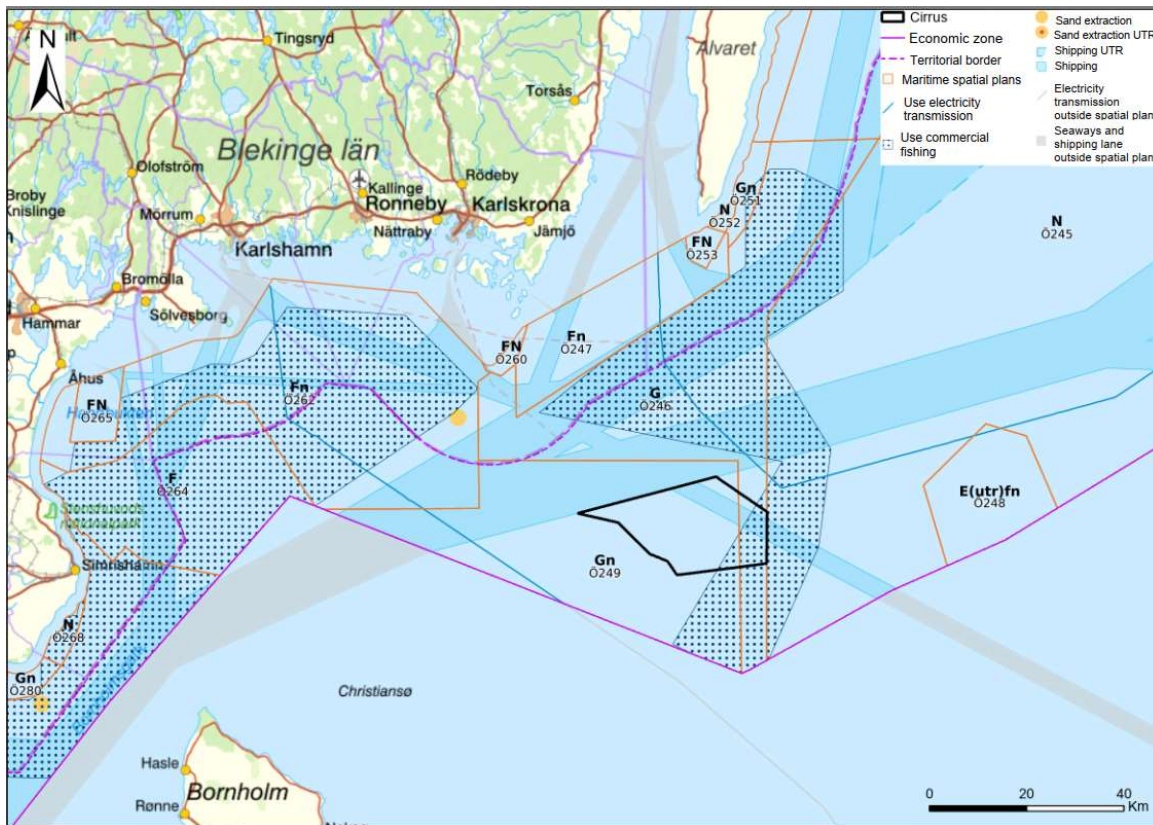 N
Tingsryd
Torsås
Alvaret
Olofström
Blekinge län
Broby
Knislinge
Mörrum
Kallinge
RONNEBY
Nättraby
Rödeby
Karlskrona
Jämjö
Karlshamn
Bromölla
Sölvesborg
Hammar
Åhus
Simrishamn
Christiansø
Hasle
Bornholm
Rønne
Gn
Ö251
N
Ö252
FN
Ö253
N
Ö245
Fn
Ö247
FN
Ö260
Fn
Ö262
G
Ö246
FN
Ö265
F
Ö264
E(utr)fn
Ö248
Gn
Ö249
N
Ö268
Gn
Ö280
Cirrus
Economic zone
Territorial border
Maritime spatial plans
Use electricity
transmission
Use commercial
fishing
Sand extraction
Sand extraction UTR
Shipping UTR
Shipping
Electricity
transmission
outside spatial plan
Seaways and
shipping lane
outside spatial plan
0 20 40
Km